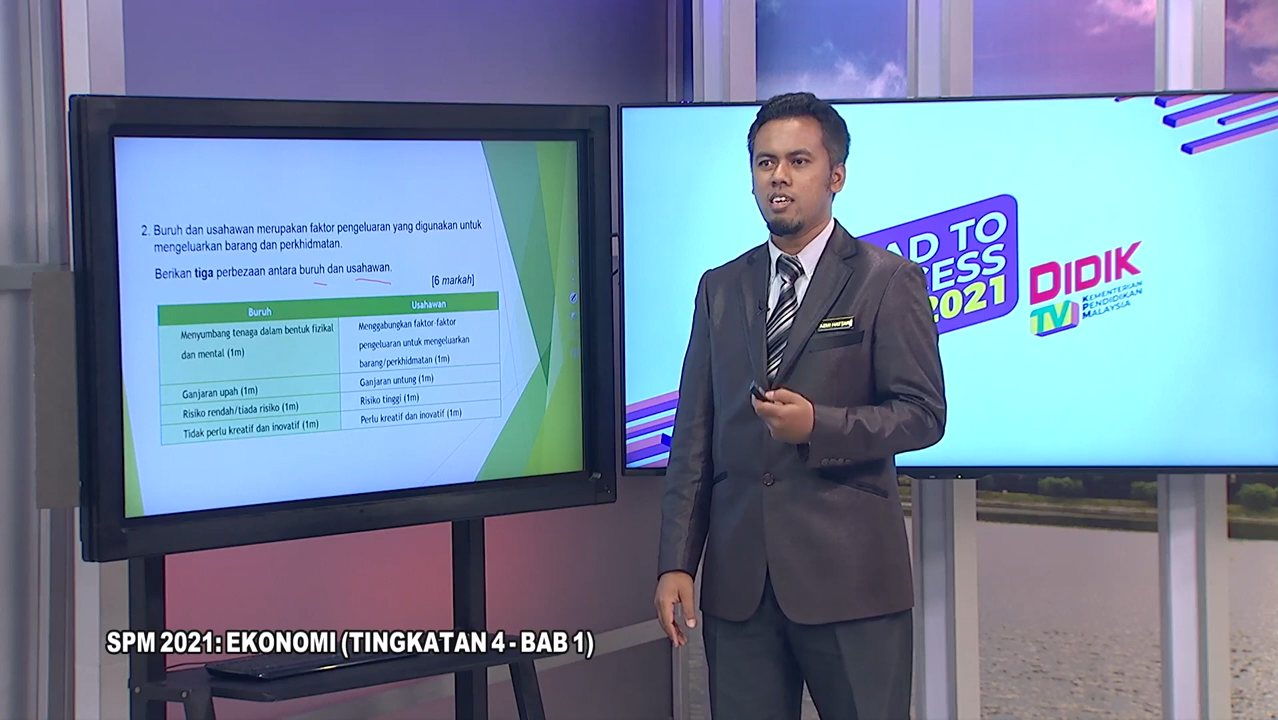 2. Buruh dan usahawan merupakan faktor pengeluaran yang digunakan untuk
mengeluarkan barang dan perkhidmatan.
Berikan tiga perbezaan antara buruh dan usahawan.
[6 markah]
Buruh
Usahawan
Menyumbang tenaga dalam bentuk fizikal
dan mental (1m)
Menggabungkan faktor-faktor
pengeluaran untuk mengeluarkan
barang/perkhidmatan (1m)
Ganjaran upah (1m)
Ganjaran untung (1m)
Risiko rendah/tiada risiko (1m)
Risiko tinggi (1m)
Tidak perlu kreatif dan inovatif (1m)
Perlu kreatif dan inovatif (1m)
AD TO
CESS
2021
DIDIK
TV
KEMENTERIAN
PENDIDIKAN
MALAYSIA
SPM 2021: EKONOMI (TINGKATAN 4 - BAB 1)